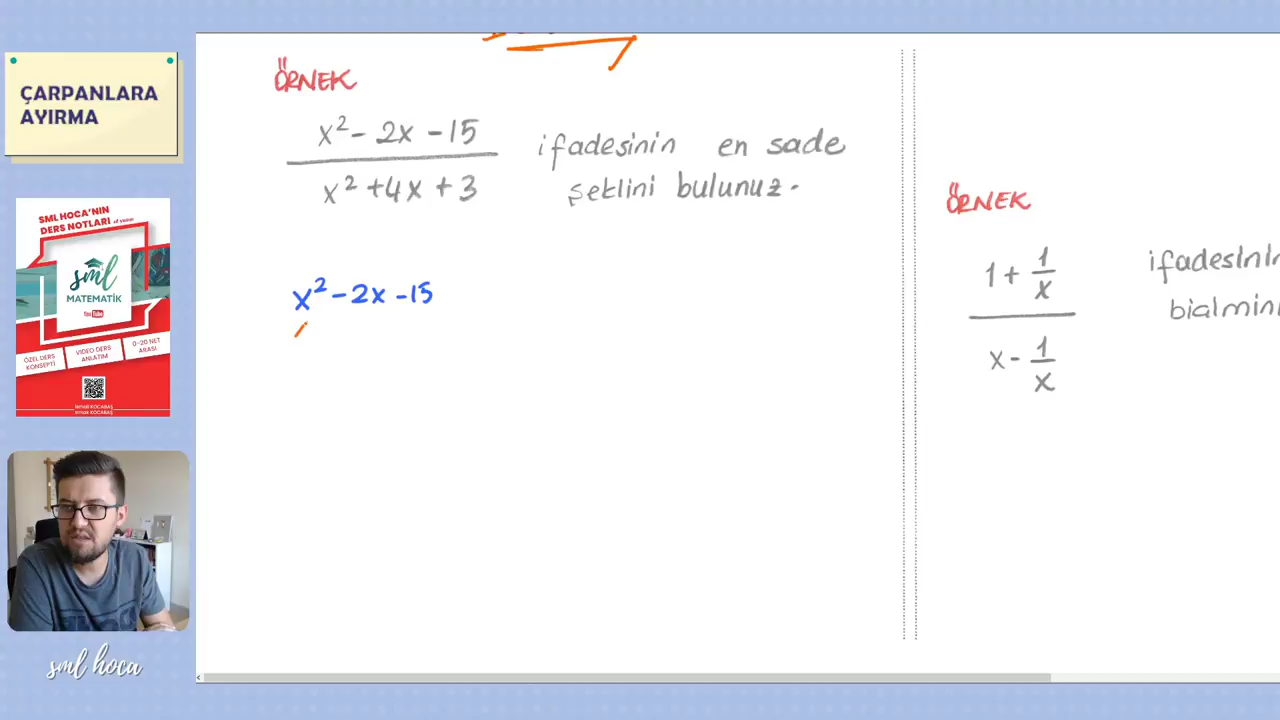 ÇARPANLARA
AYIRMA
SML HOCA'NIN
DERS NOTLARI
sml
MATEMATİK
YouTube
ÖZEL DERS
KONSEPTİ
VIDEO DERS
ANLATIM
0-20 NET
ARASI
sml hoca
ÖRNEK
x² - 2x - 15
x² + 4x + 3
ifadesinin en sade
şeklini bulunuz.
x² - 2x - 15
ÖRNEK
1 + 1/x
x - 1/x
ifadesinin